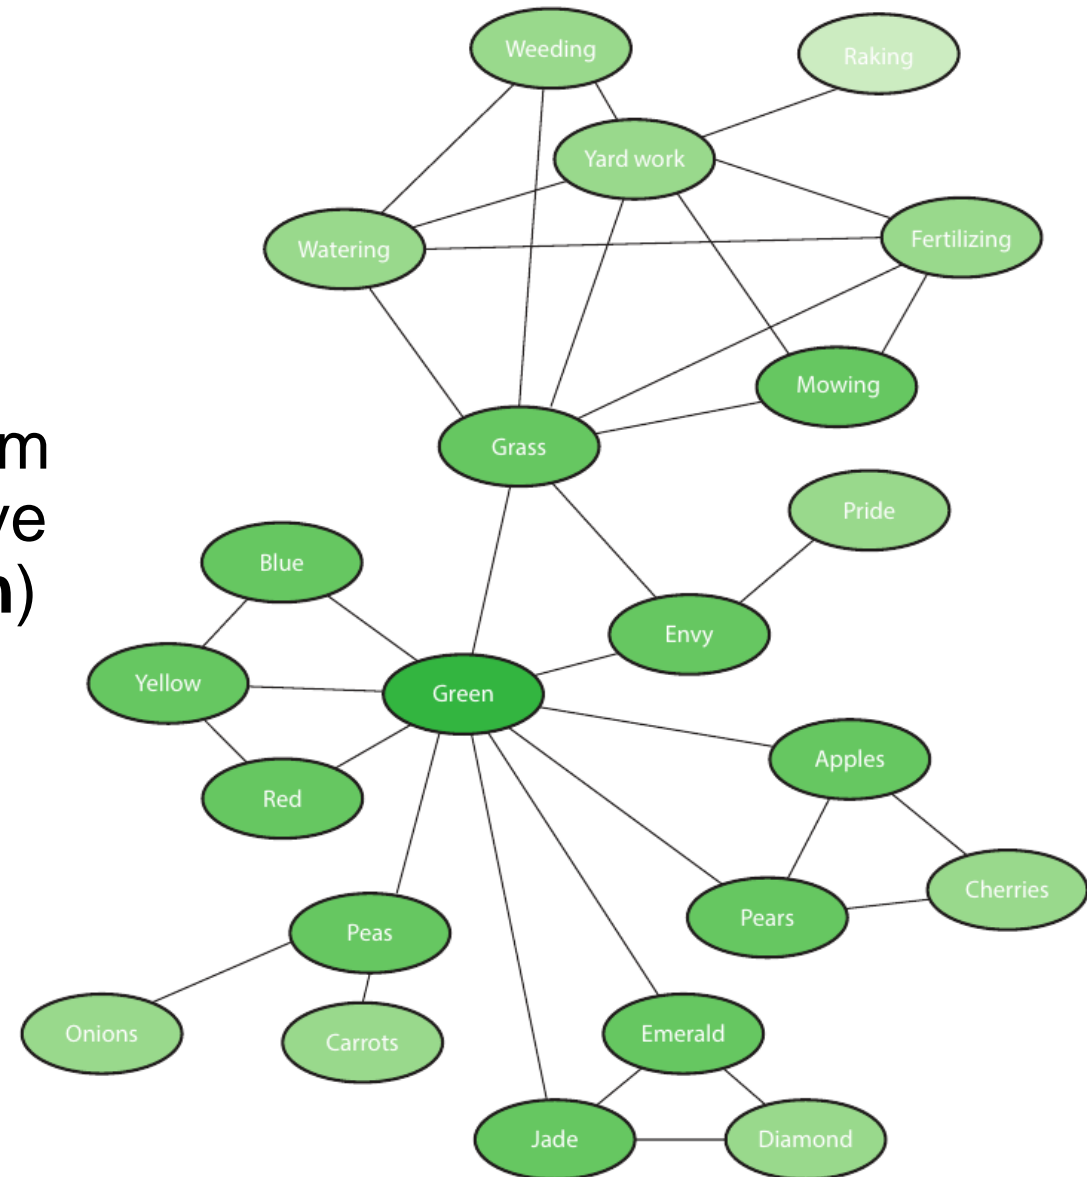 Weeding
Raking
Yard work
Watering
Fertilizing
Mowing
Grass
m
ve
n)
Pride
Blue
Envy
Yellow
Green
Apples
Red
Cherries
Pears
Peas
Onions
Carrots
Emerald
Jade
Diamond